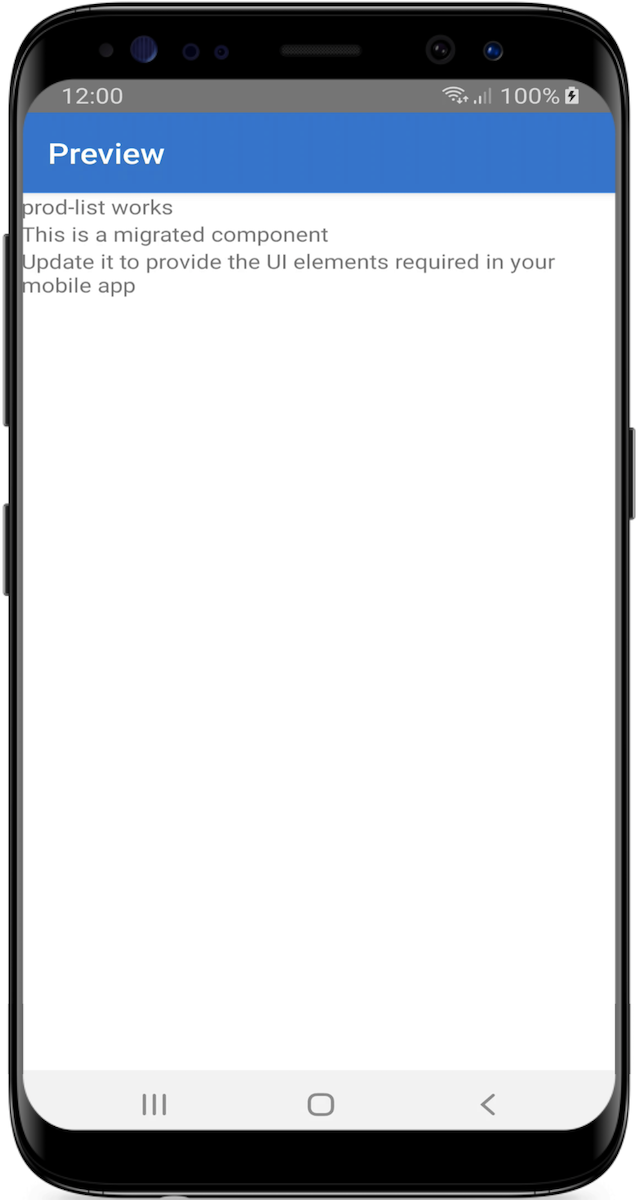 12:00 100%
Preview
prod-list works
This is a migrated component
Update it to provide the UI elements required in your
mobile app